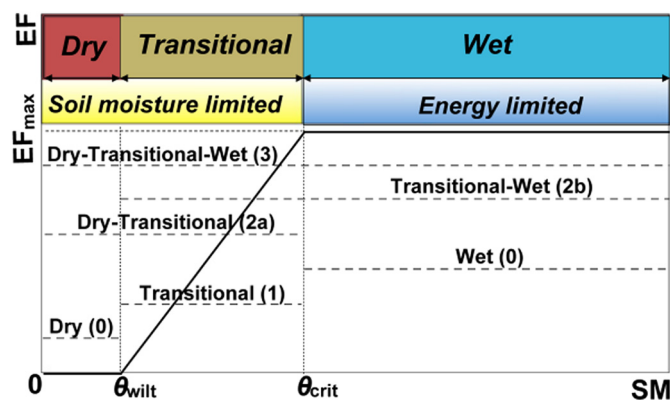 EF
Dry Transitional Wet
Soil moisture limited Energy limited
EFmax
Dry-Transitional-Wet (3)
Transitional-Wet (2b)
Dry-Transitional (2a)
Wet (0)
Transitional (1)
Dry (0)
0 θwilt θcrit SM